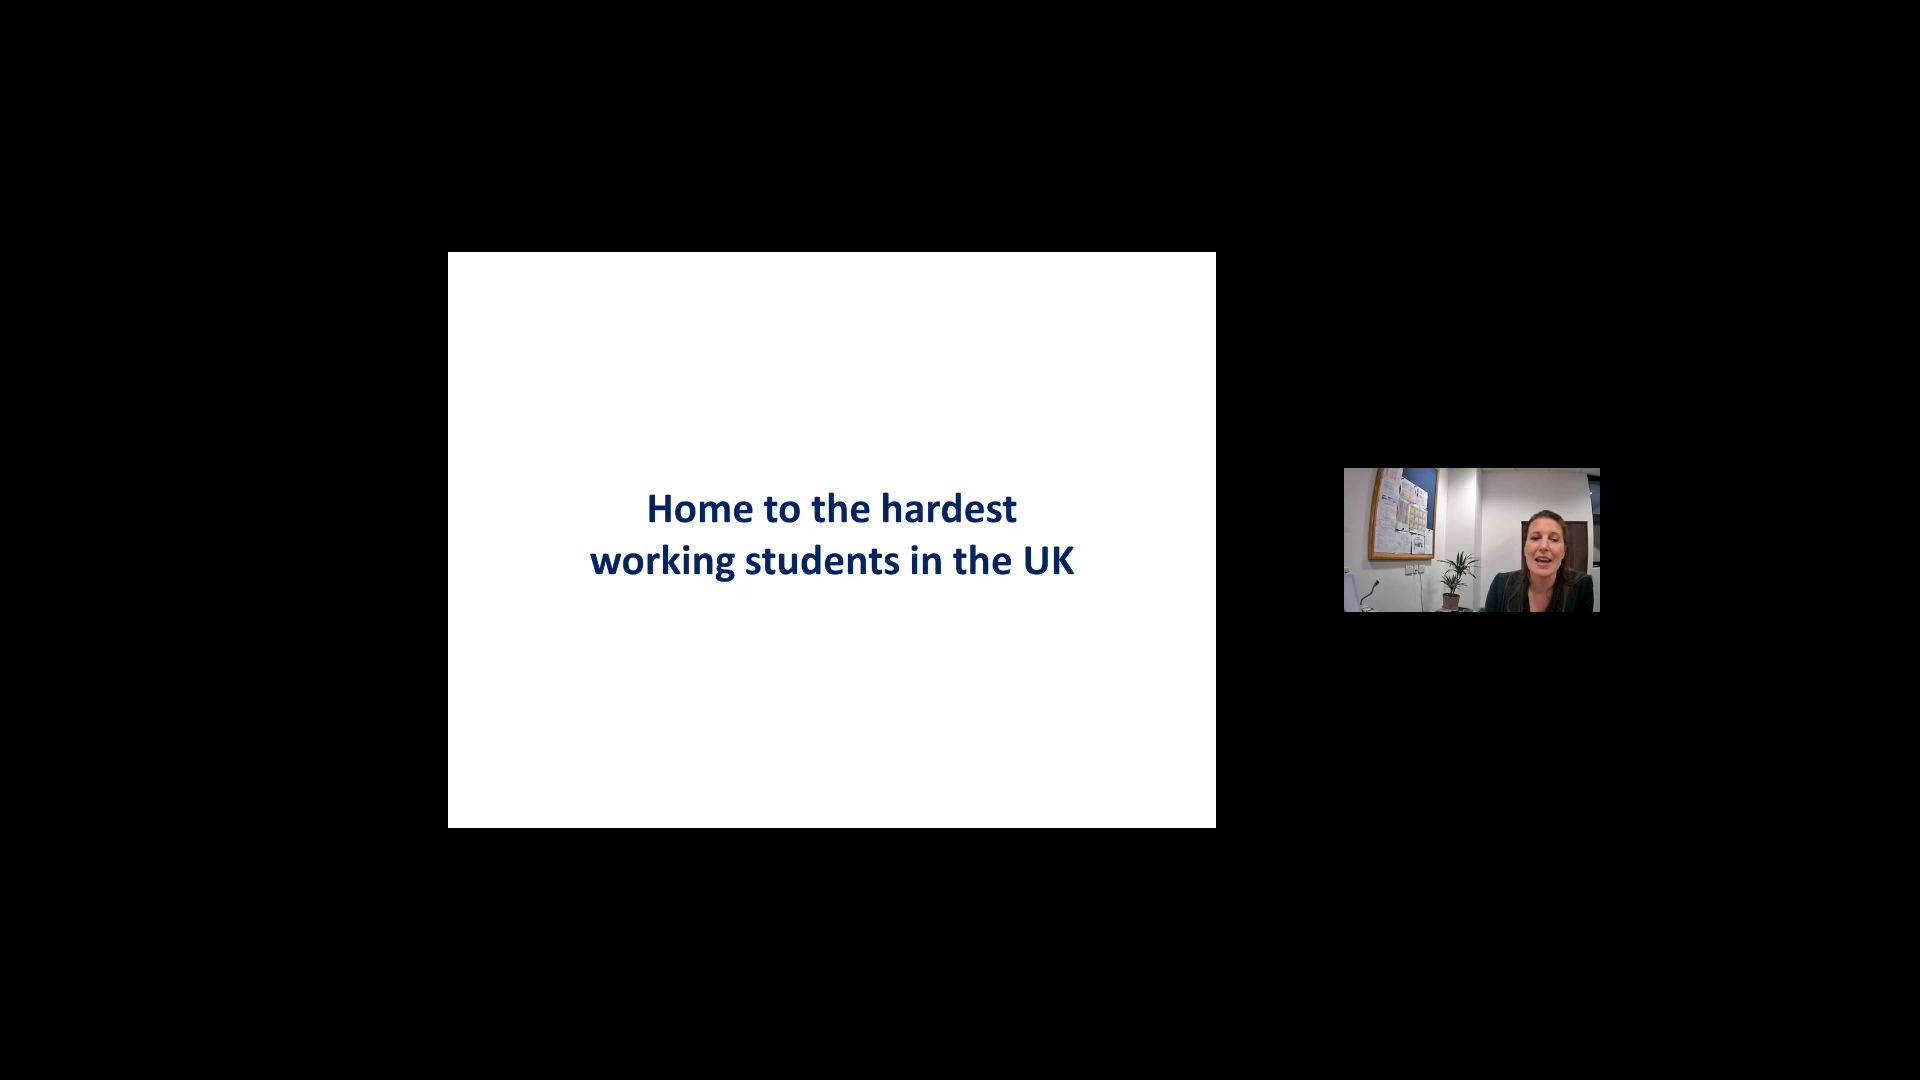 Home to the hardest
working students in the UK